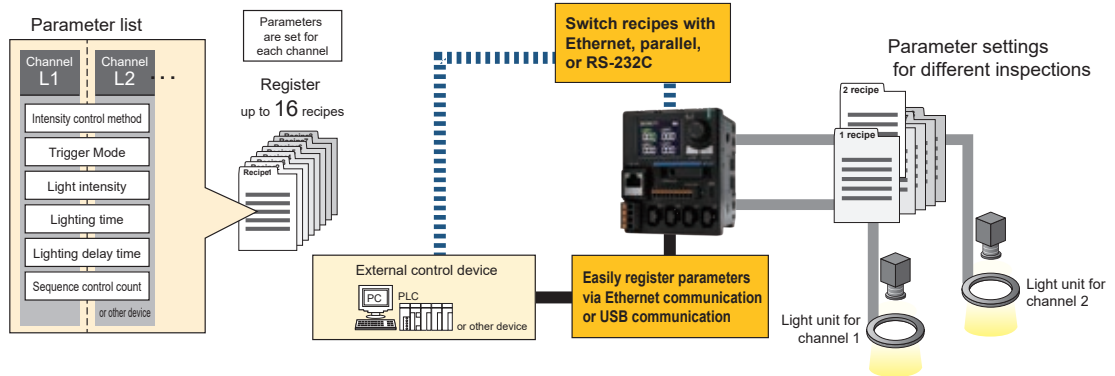 Parameter list
Channel
L1
Channel
L2
...
Intensity control method
Trigger Mode
Light intensity
Lighting time
Lighting delay time
Sequence control count
or other device
Parameters
are set for
each channel
Register
up to 16 recipes
Recipe1
Switch recipes with
Ethernet, parallel,
or RS-232C
External control device
PC
PLC
or other device
Easily register parameters
via Ethernet communication
or USB communication
Parameter settings
for different inspections
2 recipe
1 recipe
Light unit for
channel 1
Light unit for
channel 2